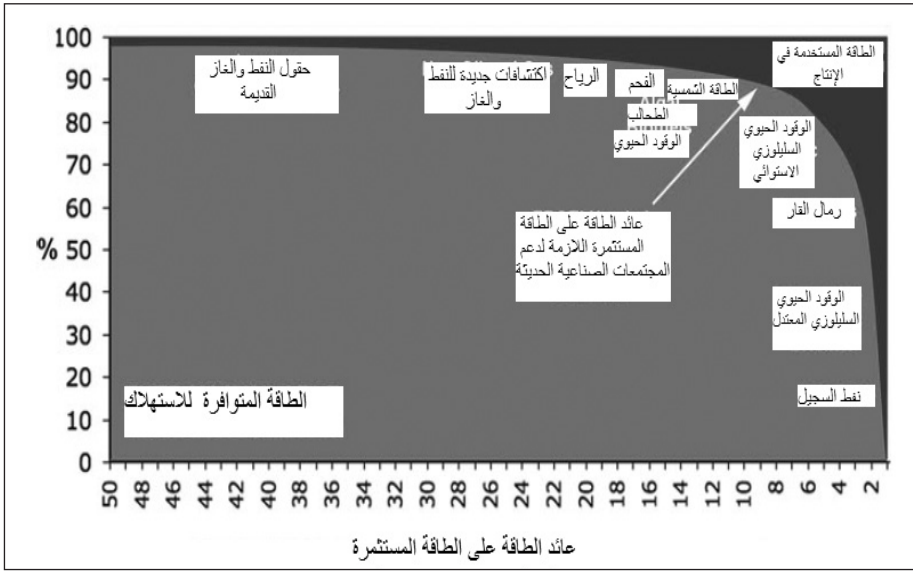 100
90
80
70
60
% 50
40
30
20
10
0
حقول النفط والغاز
القديمة
اكتشافات جديدة للنفط
والغاز
الرياح
الفحم
الطاقة الشمسية
الطاقة المستخدمة في
الإنتاج
الطحالب
الوقود الحيوي
الوقود الحيوي
السليلوزي
الاستوائي
رمال القار
عائد الطاقة على الطاقة
المستثمرة اللازمة لدعم
المجتمعات الصناعية الحديثة
الوقود الحيوي
السليلوزي المعتدل
نفط السجيل
الطاقة المتوافرة للاستهلاك
50 48 46 44 42 40 38 36 34 32 30 28 26 24 22 20 18 16 14 12 10 8 6 4 2
عائد الطاقة على الطاقة المستثمرة